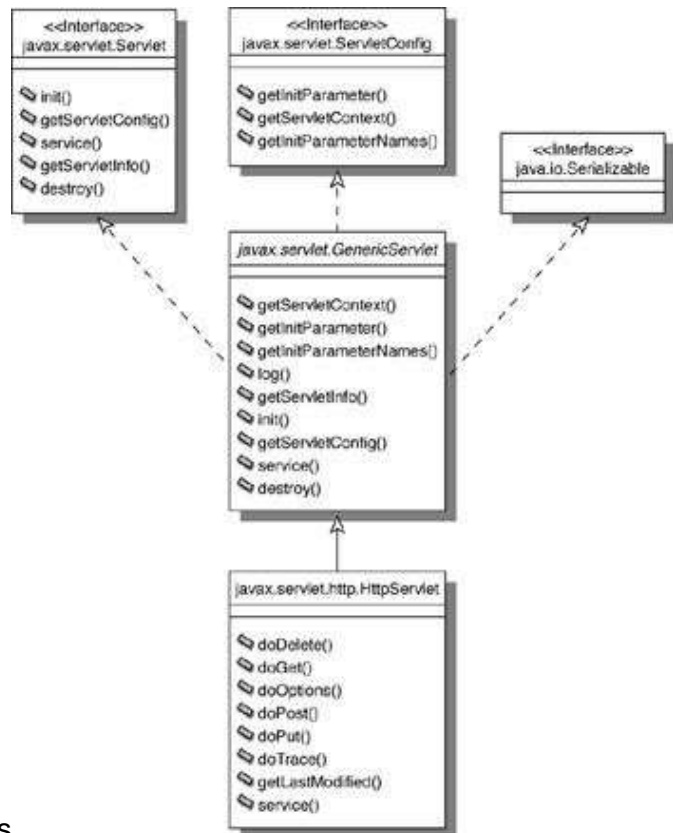 <<Interface>>
javax.servlet.Servlet
init()
getServletConfig()
service()
getServletInfo()
destroy()
<<Interface>>
javax.servlet.ServletConfig
getInitParameter()
getServletContext()
getInitParameterNames()
<<Interface>>
java.io.Serializable
javax.servlet.GenericServlet
getServletContext()
getInitParameter()
getInitParameterNames()
log()
getServletInfo()
init()
getServletConfig()
service()
destroy()
javax.servlet.http.HttpServlet
doDelete()
doGet()
doOptions()
doPost()
doPut()
doTrace()
getLastModified()
service()
s